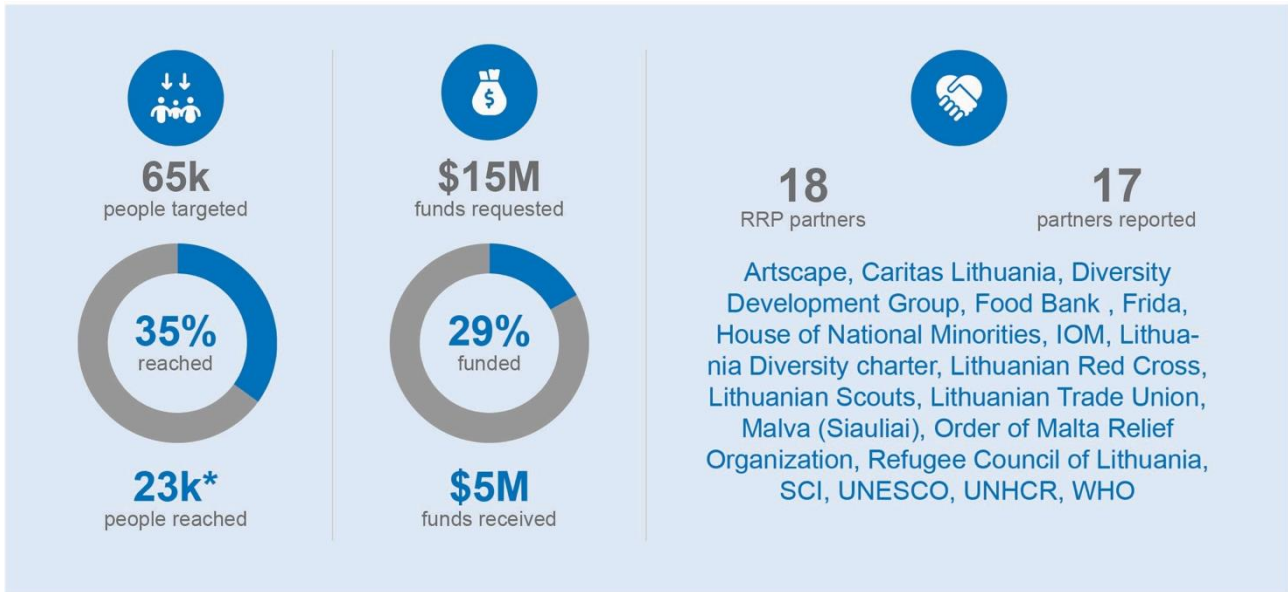 65k
people targeted
35%
reached
23k*
people reached
$
$15M
funds requested
29%
funded
$5M
funds received
18
RRP partners
17
partners reported
Artscape, Caritas Lithuania, Diversity
Development Group, Food Bank , Frida,
House of National Minorities, IOM, Lithua-
nia Diversity charter, Lithuanian Red Cross,
Lithuanian Scouts, Lithuanian Trade Union,
Malva (Siauliai), Order of Malta Relief
Organization, Refugee Council of Lithuania,
SCI, UNESCO, UNHCR, WHO